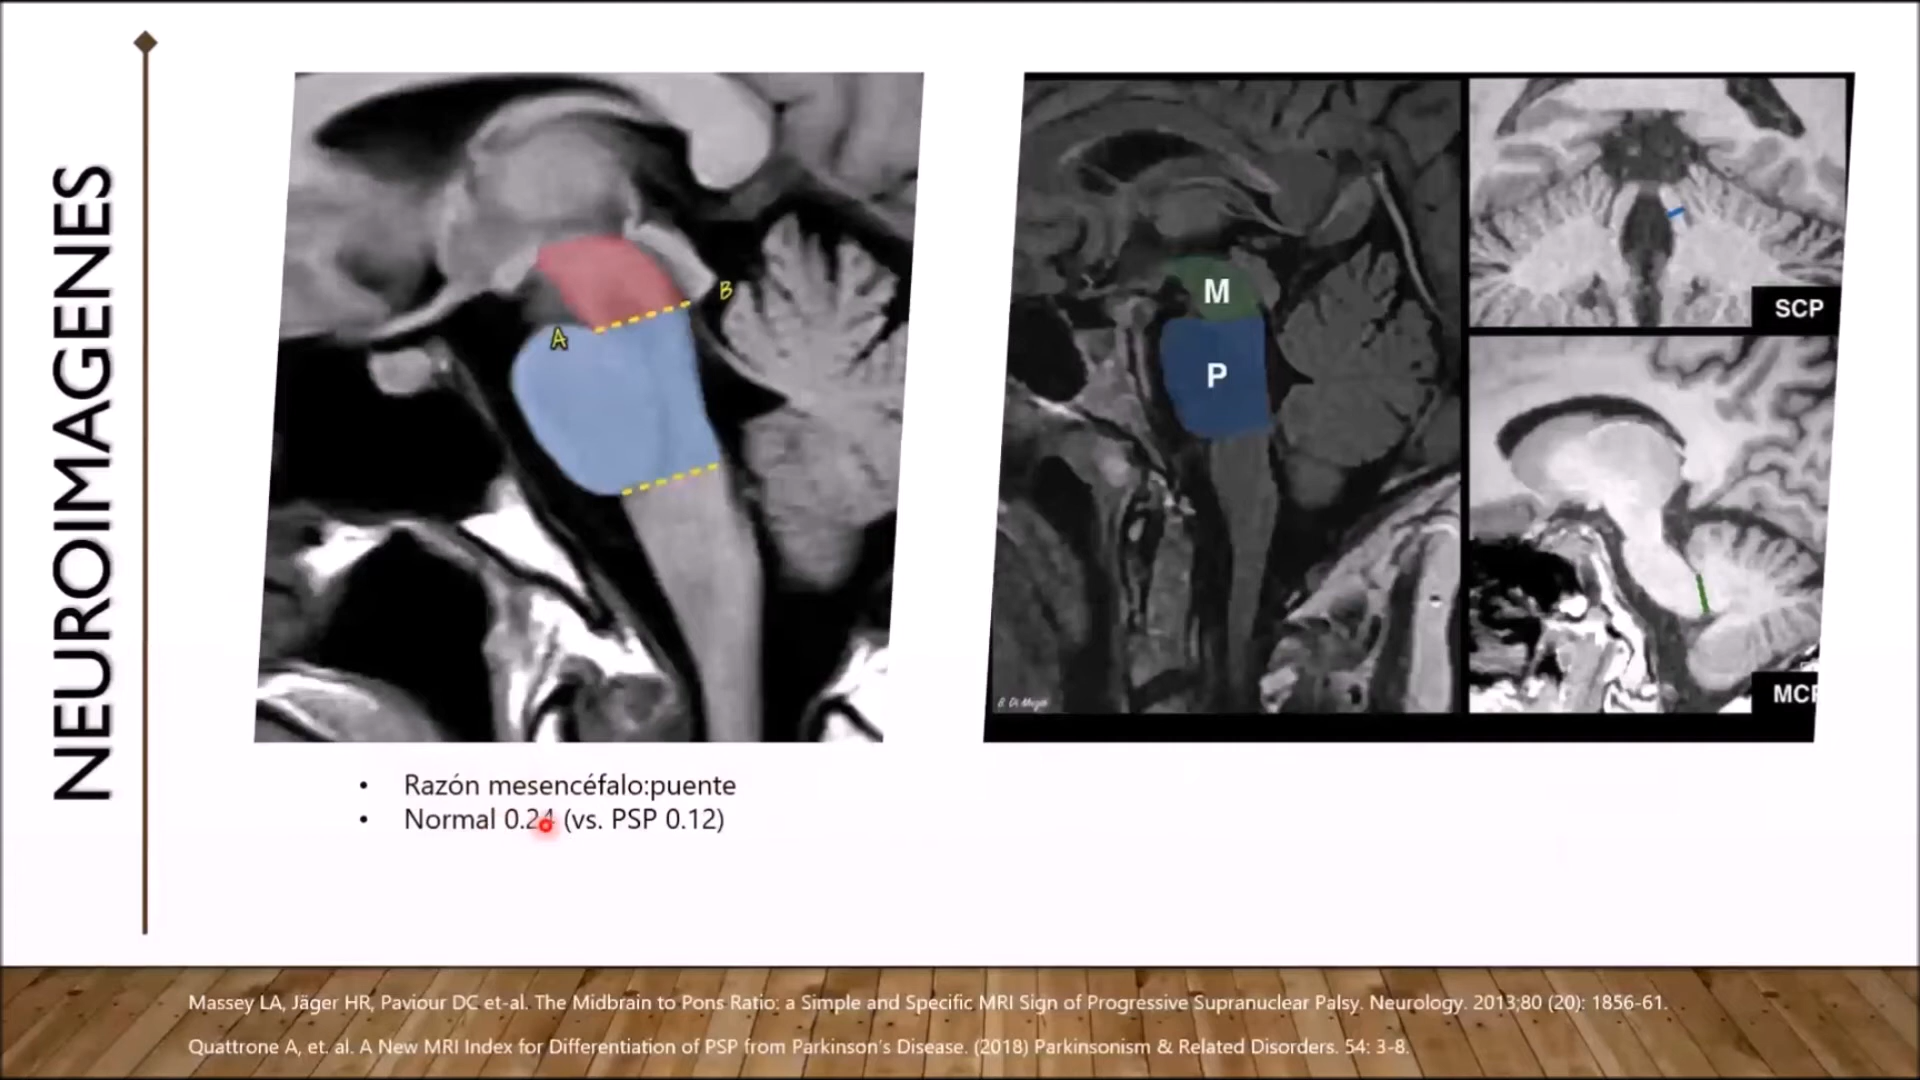 NEUROIMAGENES
A
B
M
P
SCP
MCP
Razón mesencéfalo:puente
Normal 0.24 (vs. PSP 0.12)
Massey LA, Jäger HR, Paviour DC et-al. The Midbrain to Pons Ratio: a Simple and Specific MRI Sign of Progressive Supranuclear Palsy. Neurology. 2013;80 (20): 1856-61.
Quattrone A, et. al. A New MRI Index for Differentiation of PSP from Parkinson's Disease. (2018) Parkinsonism & Related Disorders. 54: 3-8.